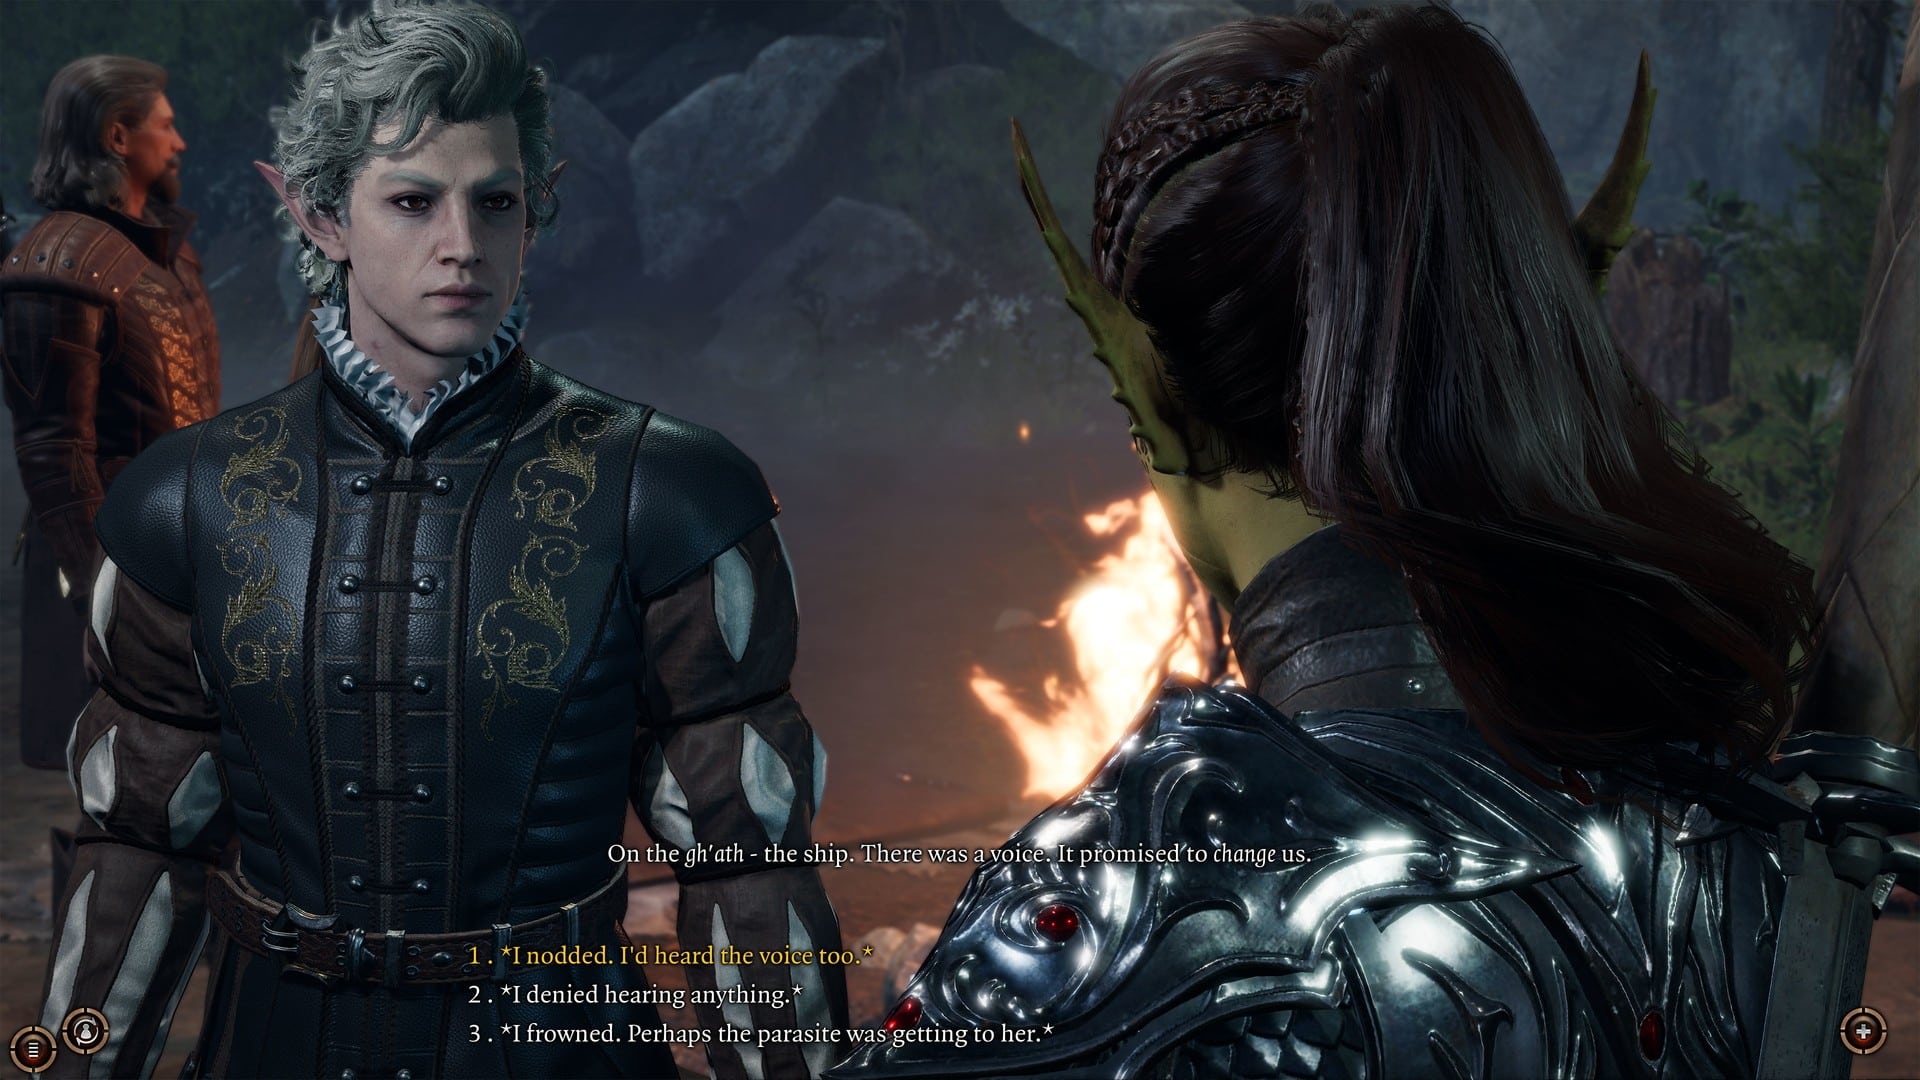 On the gh'ath - the ship. There was a voice. It promised to change us.
1 . *I nodded. I'd heard the voice too.*
2 . *I denied hearing anything.*
3 . *I frowned. Perhaps the parasite was getting to her.*